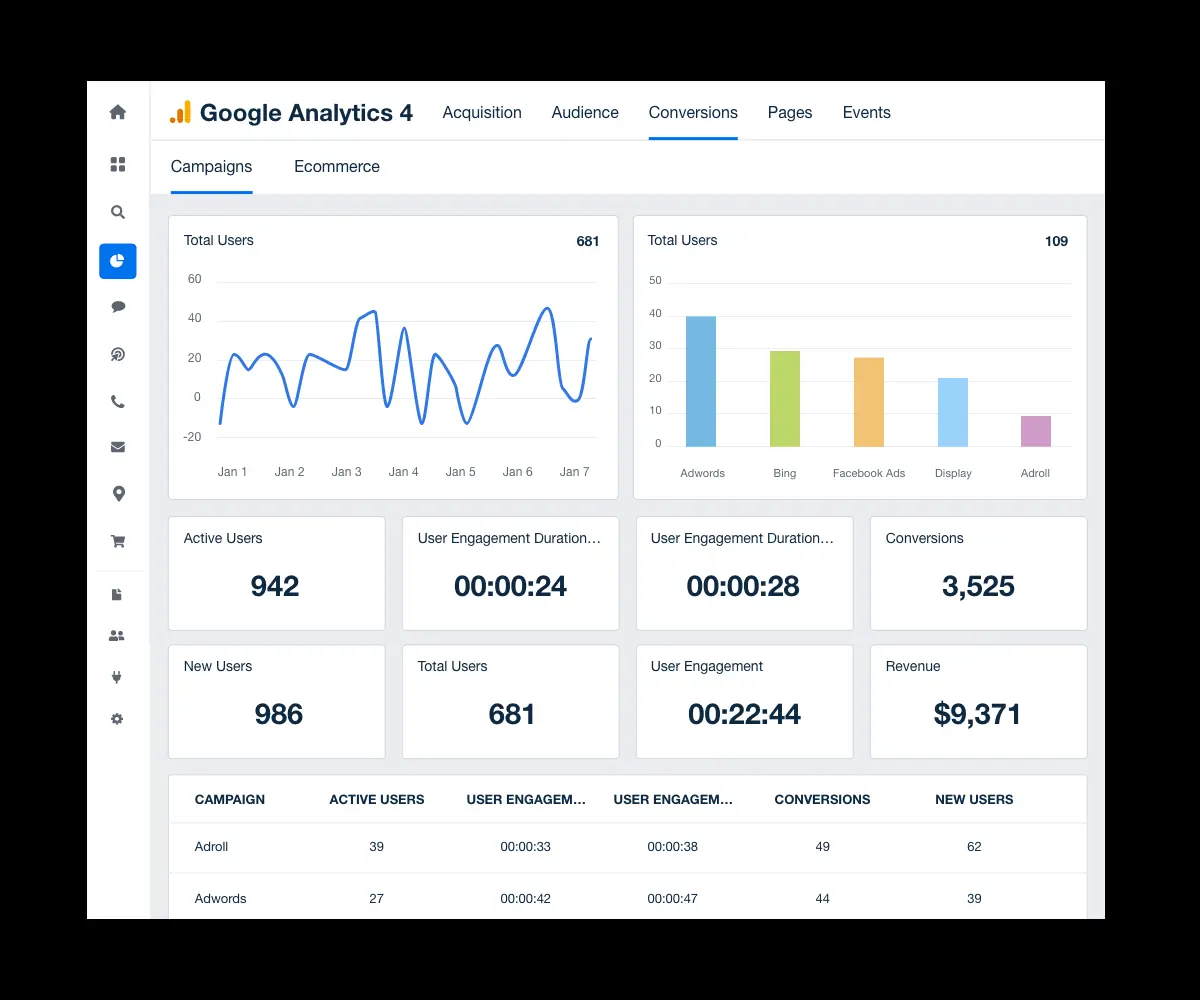 Google Analytics 4 Acquisition Audience Conversions Pages Events
Campaigns Ecommerce
Total Users 681
60
40
20
0
-20
Jan 1 Jan 2 Jan 3 Jan 4 Jan 5 Jan 6 Jan 7
Total Users 109
50
40
30
20
10
0
Adwords Bing Facebook Ads Display Adroll
Active Users
942
User Engagement Duration...
00:00:24
User Engagement Duration...
00:00:28
Conversions
3,525
New Users
986
Total Users
681
User Engagement
00:22:44
Revenue
$9,371
CAMPAIGN ACTIVE USERS USER ENGAGEM... USER ENGAGEM... CONVERSIONS NEW USERS
Adroll 39 00:00:33 00:00:38 49 62
Adwords 27 00:00:42 00:00:47 44 39